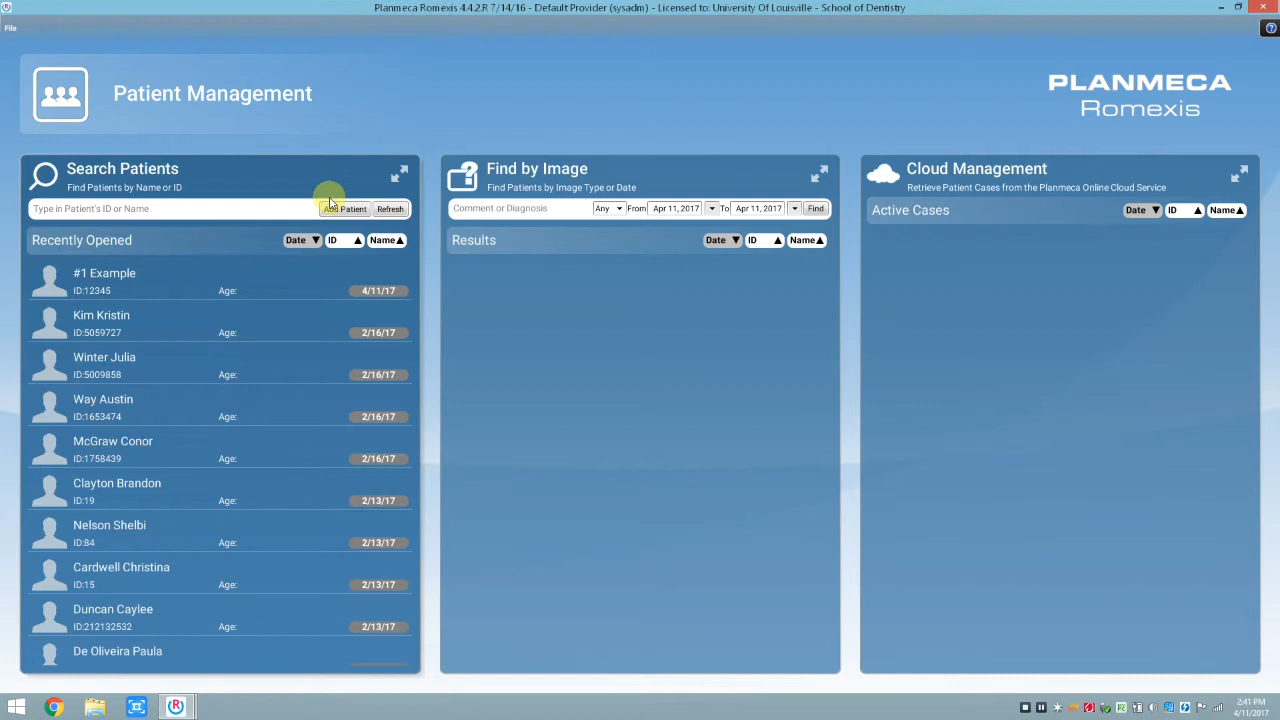 Planmeca Romexis 4.4.2.R 7/14/16 - Default Provider (sysadm) - Licensed to: University Of Louisville - School of Dentistry
File
Patient Management
PLANMECA
Romexis
Search Patients
Find Patients by Name or ID
Type in Patient's ID or Name
Add Patient
Refresh
Recently Opened
Date ▼
ID ▲
Name▲
#1 Example
ID:12345
Age:
4/11/17
Kim Kristin
ID:5059727
Age:
2/16/17
Winter Julia
ID:5009858
Age:
2/16/17
Way Austin
ID:1653474
Age:
2/16/17
McGraw Conor
ID:1758439
Age:
2/16/17
Clayton Brandon
ID:19
Age:
2/13/17
Nelson Shelbi
ID:84
Age:
2/13/17
Cardwell Christina
ID:15
Age:
2/13/17
Duncan Caylee
ID:212132532
Age:
2/13/17
De Oliveira Paula
Find by Image
Find Patients by Image Type or Date
Comment or Diagnosis
Any
From
Apr 11, 2017
To
Apr 11, 2017
Find
Results
Date ▼
ID ▲
Name▲
Cloud Management
Retrieve Patient Cases from the Planmeca Online Cloud Service
Active Cases
Date ▼
ID ▲
Name▲
2:41 PM
4/11/2017